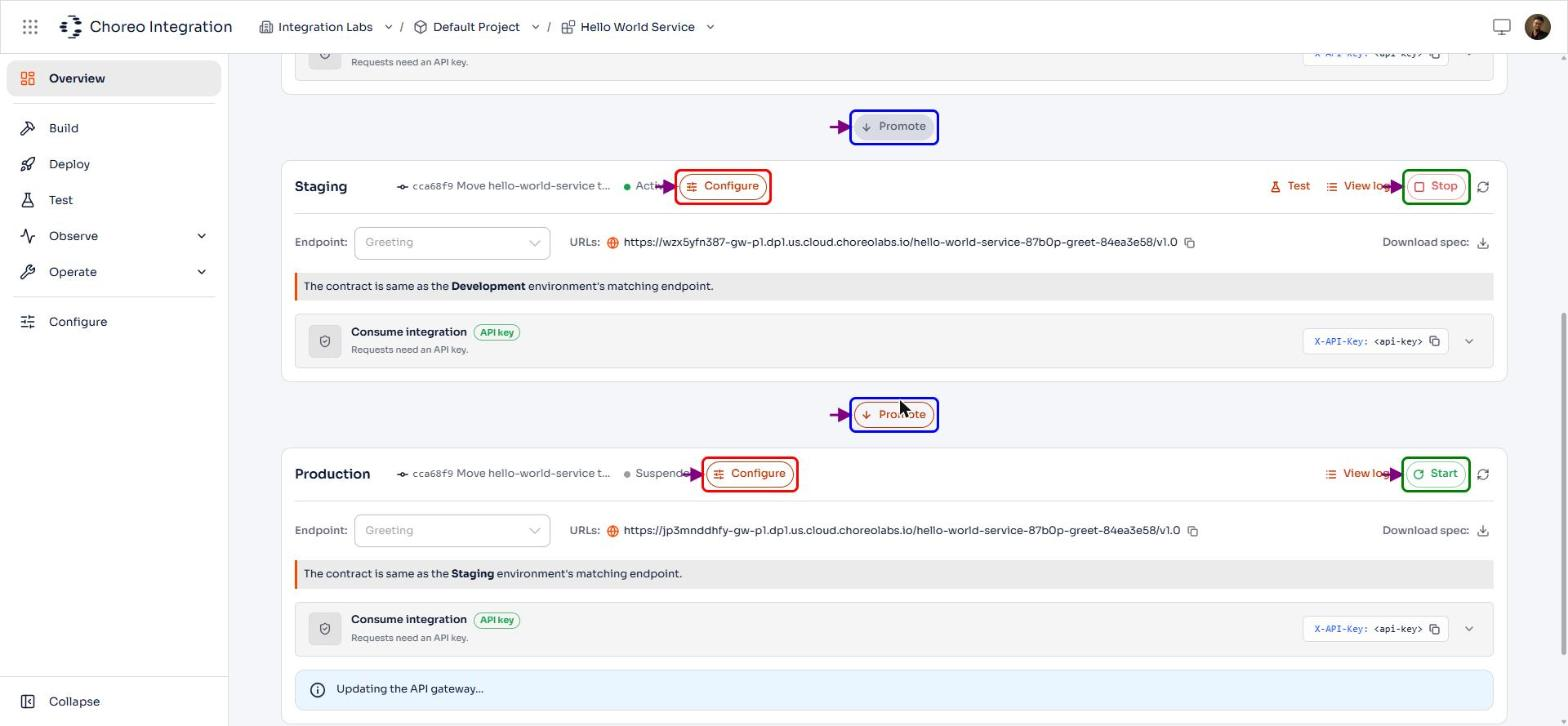 Choreo Integration
Integration Labs / Default Project / Hello World Service
Overview
Build
Deploy
Test
Observe
Operate
Configure
Collapse
Requests need an API key.
X-API-Key: <api-key>
Promote
Staging
cca68f9 Move hello-world-service t...
Configure
Test
Stop
Endpoint: Greeting
URLs: https://wzx5yfn387-gw-p1.dp1.us.cloud.choreolabs.io/hello-world-service-87b0p-greet-84ea3e58/v1.0
Download spec:
The contract is same as the Development environment's matching endpoint.
Consume integration API key
Requests need an API key.
X-API-Key: <api-key>
Promote
Production
cca68f9 Move hello-world-service t...
Configure
Start
Endpoint: Greeting
URLs: https://jp3mnddhfy-gw-p1.dp1.us.cloud.choreolabs.io/hello-world-service-87b0p-greet-84ea3e58/v1.0
Download spec:
The contract is same as the Staging environment's matching endpoint.
Consume integration API key
Requests need an API key.
X-API-Key: <api-key>
Updating the API gateway...